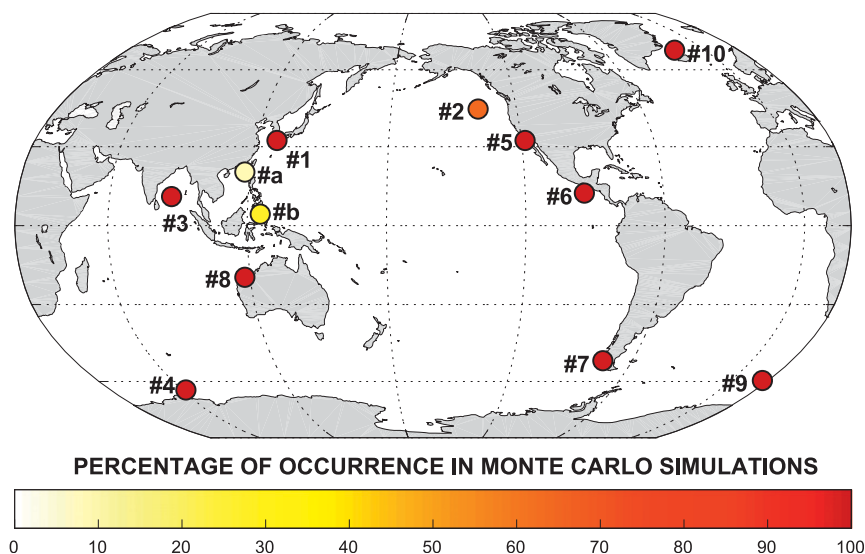 #10
#2
#1
#5
#a
#3
#b
#6
#8
#7
#4
#9
PERCENTAGE OF OCCURRENCE IN MONTE CARLO SIMULATIONS
0 10 20 30 40 50 60 70 80 90 100